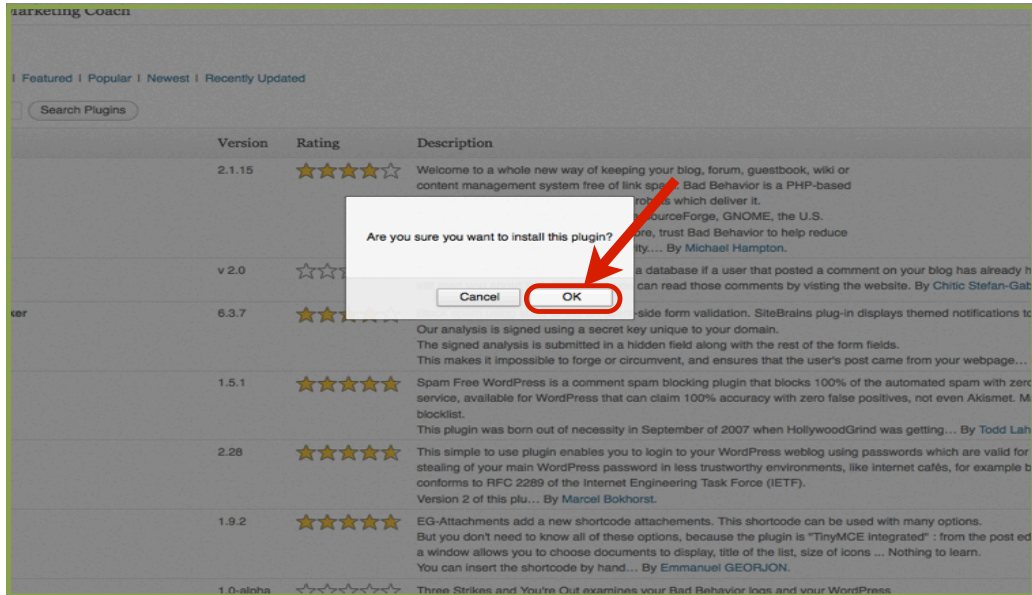 Marketing Coach
| Featured | Popular | Newest | Recently Updated
Search Plugins
Version Rating Description
2.1.15 Welcome to a whole new way of keeping your blog, forum, guestbook, wiki or
content management system free of link Bad Behavior is a PHP-based
which deliver it.
GNOME, the U.S.
trust Bad Behavior to help reduce
By Michael Hampton.
Are you sure you want to install this plugin?
Cancel OK
v 2.0 a database if a user that posted a comment on your blog has already
can read those comments by visting the website. By Chitic Stefan-Gab
ker 6.3.7 -side form validation. SiteBrains plug-in displays themed notifications to
Our analysis is signed using a secret key unique to your domain.
The signed analysis is submitted in a hidden field along with the rest of the form fields.
This makes it impossible to forge or circumvent, and ensures that the user's post came from your webpage…
1.5.1 Spam Free WordPress is a comment spam blocking plugin that blocks 100% of the automated spam with zero
service, available for WordPress that can claim 100% accuracy with zero false positives, not even Akismet.
blocklist.
This plugin was born out of necessity in September of 2007 when HollywoodGrind was getting… By Todd Lah
2.28 This simple to use plugin enables you to login to your WordPress weblog using passwords which are valid for
stealing of your main WordPress password in less trustworthy environments, like internet cafés, for example
conforms to RFC 2289 of the Internet Engineering Task Force (IETF).
Version 2 of this plu… By Marcel Bokhorst.
1.9.2 EG-Attachments add a new shortcode attachements. This shortcode can be used with many options.
But you don't need to know all of these options, because the plugin is "TinyMCE Integrated" : from the post ed
a window allows you to choose documents to display, title of the list, size of icons ... Nothing to learn.
You can insert the shortcode by hand… By Emmanuel GEORJON.
1.0-alpha Three Strikes and You're Out examines your Bad Behavior logs and your WordPress